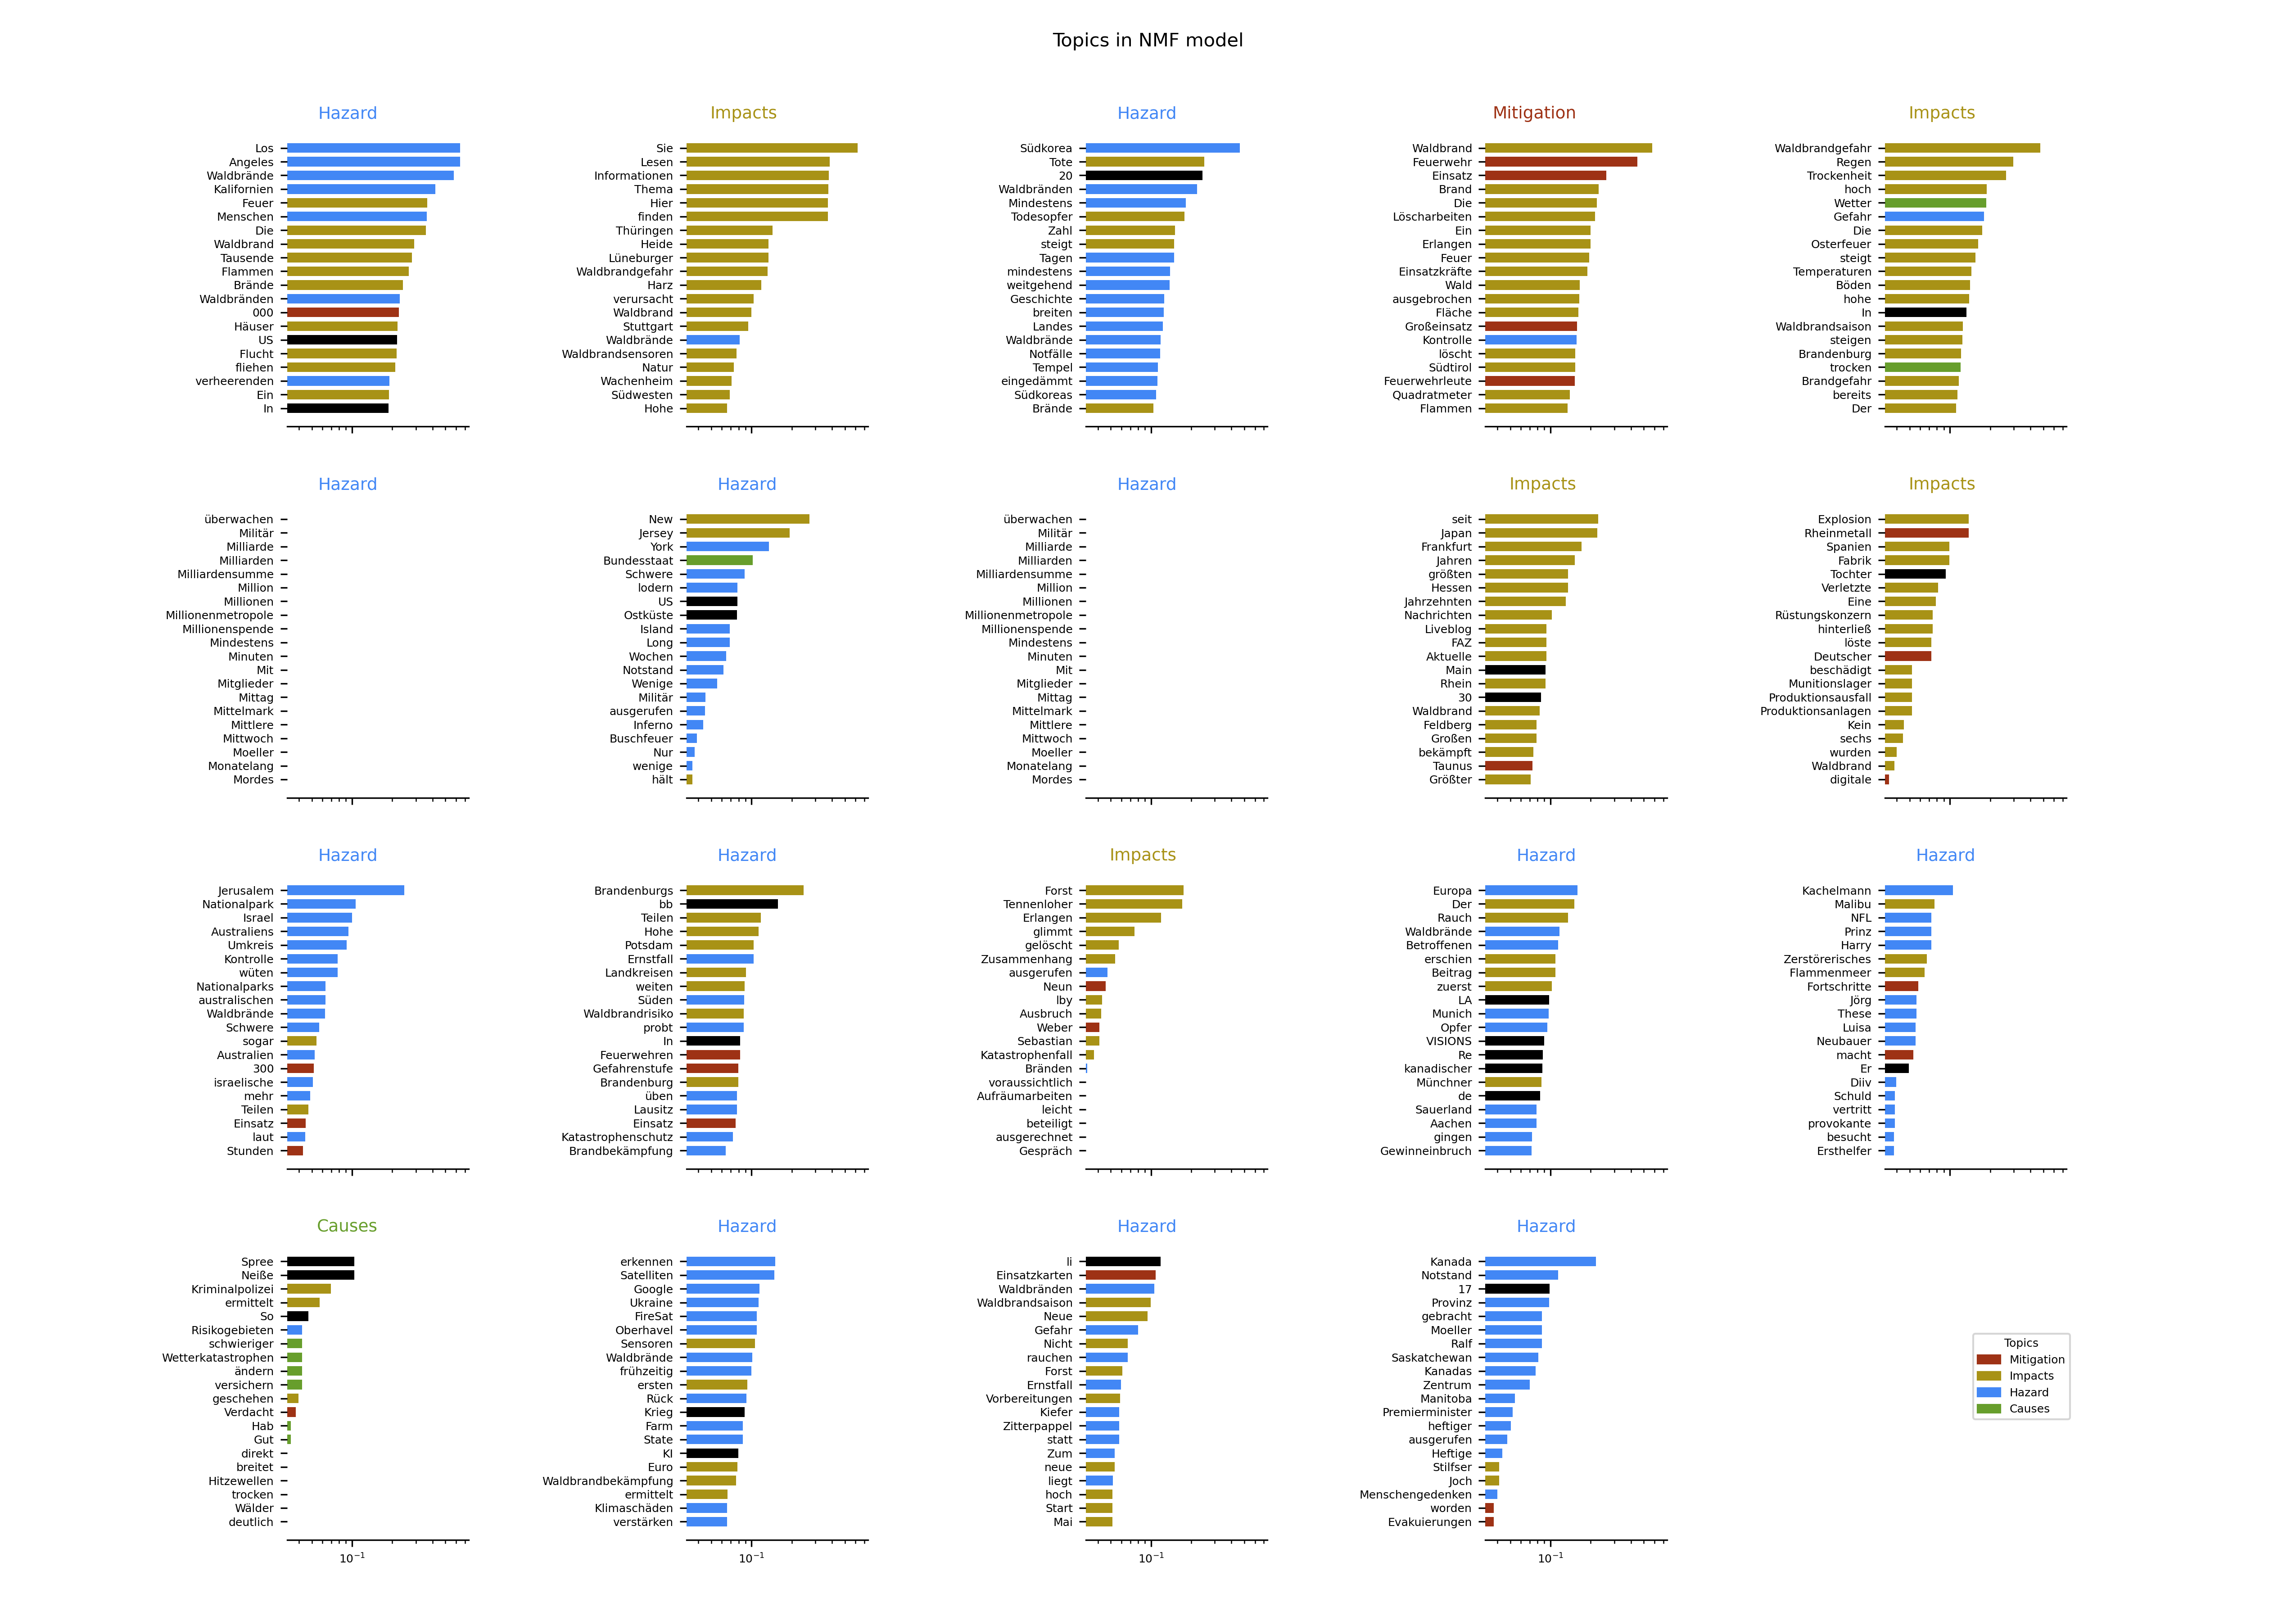 Topics in NMF model
Hazard
Los
Angeles
Waldbrände
Kalifornien
Feuer
Menschen
Die
Waldbrand
Tausende
Flammen
Brände
Waldbränden
000
Häuser
US
Flucht
fliehen
verheerenden
Ein
In
Impacts
Sie
Lesen
Informationen
Thema
Hier
finden
Thüringen
Heide
Lüneburger
Waldbrandgefahr
Harz
verursacht
Waldbrand
Stuttgart
Waldbrände
Waldbrandsensoren
Natur
Wachenheim
Südwesten
Hohe
Hazard
Südkorea
Tote
20
Waldbränden
Mindestens
Todesopfer
Zahl
steigt
Tagen
mindestens
weitgehend
Geschichte
breiten
Landes
Waldbrände
Notfälle
Tempel
eingedämmt
Südkoreas
Brände
Mitigation
Waldbrand
Feuerwehr
Einsatz
Brand
Die
Löscharbeiten
Ein
Erlangen
Feuer
Einsatzkräfte
Wald
ausgebrochen
Fläche
Großeinsatz
Kontrolle
löscht
Südtirol
Feuerwehrleute
Quadratmeter
Flammen
Impacts
Waldbrandgefahr
Regen
Trockenheit
hoch
Wetter
Gefahr
Die
Osterfeuer
steigt
Temperaturen
Böden
hohe
In
Waldbrandsaison
steigen
Brandenburg
trocken
Brandgefahr
bereits
Der
Hazard
überwachen
Militär
Milliarde
Milliarden
Milliardensumme
Million
Millionen
Millionenmetropole
Millionenspende
Mindestens
Minuten
Mit
Mitglieder
Mittag
Mittelmark
Mittlere
Mittwoch
Moeller
Monatelang
Mordes
Hazard
New
Jersey
York
Bundesstaat
Schwere
lodern
US
Ostküste
Island
Long
Wochen
Notstand
Wenige
Militär
ausgerufen
Inferno
Buschfeuer
Nur
wenige
hält
Hazard
überwachen
Militär
Milliarde
Milliarden
Milliardensumme
Million
Millionen
Millionenmetropole
Millionenspende
Mindestens
Minuten
Mit
Mitglieder
Mittag
Mittelmark
Mittlere
Mittwoch
Moeller
Monatelang
Mordes
Impacts
seit
Japan
Frankfurt
Jahren
größten
Hessen
Jahrzehnten
Nachrichten
Liveblog
FAZ
Aktuelle
Main
Rhein
30
Waldbrand
Feldberg
Großen
bekämpft
Taunus
Größter
Impacts
Explosion
Rheinmetall
Spanien
Fabrik
Tochter
Verletzte
Eine
Rüstungskonzern
hinterließ
löste
Deutscher
beschädigt
Munitionslager
Produktionsausfall
Produktionsanlagen
Kein
sechs
wurden
Waldbrand
digitale
Hazard
Jerusalem
Nationalpark
Israel
Australiens
Umkreis
Kontrolle
wüten
Nationalparks
australischen
Waldbrände
Schwere
sogar
Australien
300
israelische
mehr
Teilen
Einsatz
laut
Stunden
Hazard
Brandenburgs
bb
Teilen
Hohe
Potsdam
Ernstfall
Landkreisen
weiten
Süden
Waldbrandrisiko
probt
In
Feuerwehren
Gefahrenstufe
Brandenburg
üben
Lausitz
Einsatz
Katastrophenschutz
Brandbekämpfung
Impacts
Forst
Tennenloher
Erlangen
glimmt
gelöscht
Zusammenhang
ausgerufen
Neun
lby
Ausbruch
Weber
Sebastian
Katastrophenfall
Bränden
voraussichtlich
Aufräumarbeiten
leicht
beteiligt
ausgerechnet
Gespräch
Hazard
Europa
Der
Rauch
Waldbrände
Betroffenen
erschien
Beitrag
zuerst
LA
Munich
Opfer
VISIONS
Re
kanadischer
Münchner
de
Sauerland
Aachen
gingen
Gewinneinbruch
Hazard
Kachelmann
Malibu
NFL
Prinz
Harry
Zerstörerisches
Flammenmeer
Fortschritte
Jörg
These
Luisa
Neubauer
macht
Er
Diiv
Schuld
vertritt
provokante
besucht
Ersthelfer
Causes
Spree
Neiße
Kriminalpolizei
ermittelt
So
Risikogebieten
schwieriger
Wetterkatastrophen
ändern
versichern
geschehen
Verdacht
Hab
Gut
direkt
breitet
Hitzewellen
trocken
Wälder
deutlich
10⁻¹
Hazard
erkennen
Satelliten
Google
Ukraine
FireSat
Oberhavel
Sensoren
Waldbrände
frühzeitig
ersten
Rück
Krieg
Farm
State
KI
Euro
Waldbrandbekämpfung
ermittelt
Klimaschäden
verstärken
10⁻¹
Hazard
li
Einsatzkarten
Waldbränden
Waldbrandsaison
Neue
Gefahr
Nicht
rauchen
Forst
Ernstfall
Vorbereitungen
Kiefer
Zitterpappel
statt
Zum
neue
liegt
hoch
Start
Mai
10⁻¹
Hazard
Kanada
Notstand
17
Provinz
gebracht
Moeller
Ralf
Saskatchewan
Kanadas
Zentrum
Manitoba
Premierminister
heftiger
ausgerufen
Heftige
Stilfser
Joch
Menschengedenken
worden
Evakuierungen
10⁻¹
Topics
Mitigation
Impacts
Hazard
Causes